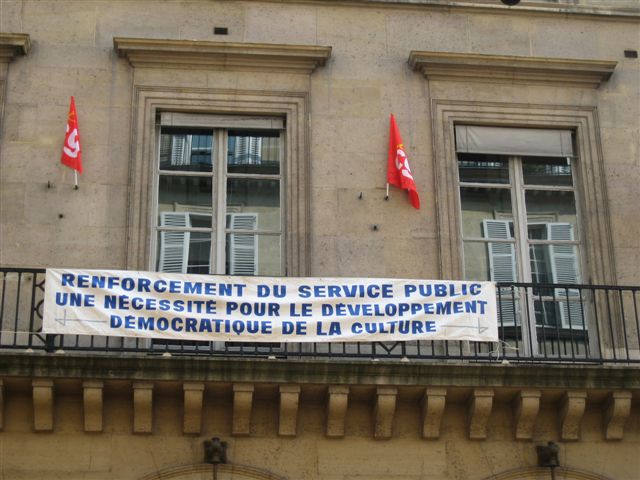 RENFORCEMENT DU SERVICE PUBLIC
UNE NÉCESSITÉ POUR LE DÉVELOPPEMENT
DÉMOCRATIQUE DE LA CULTURE